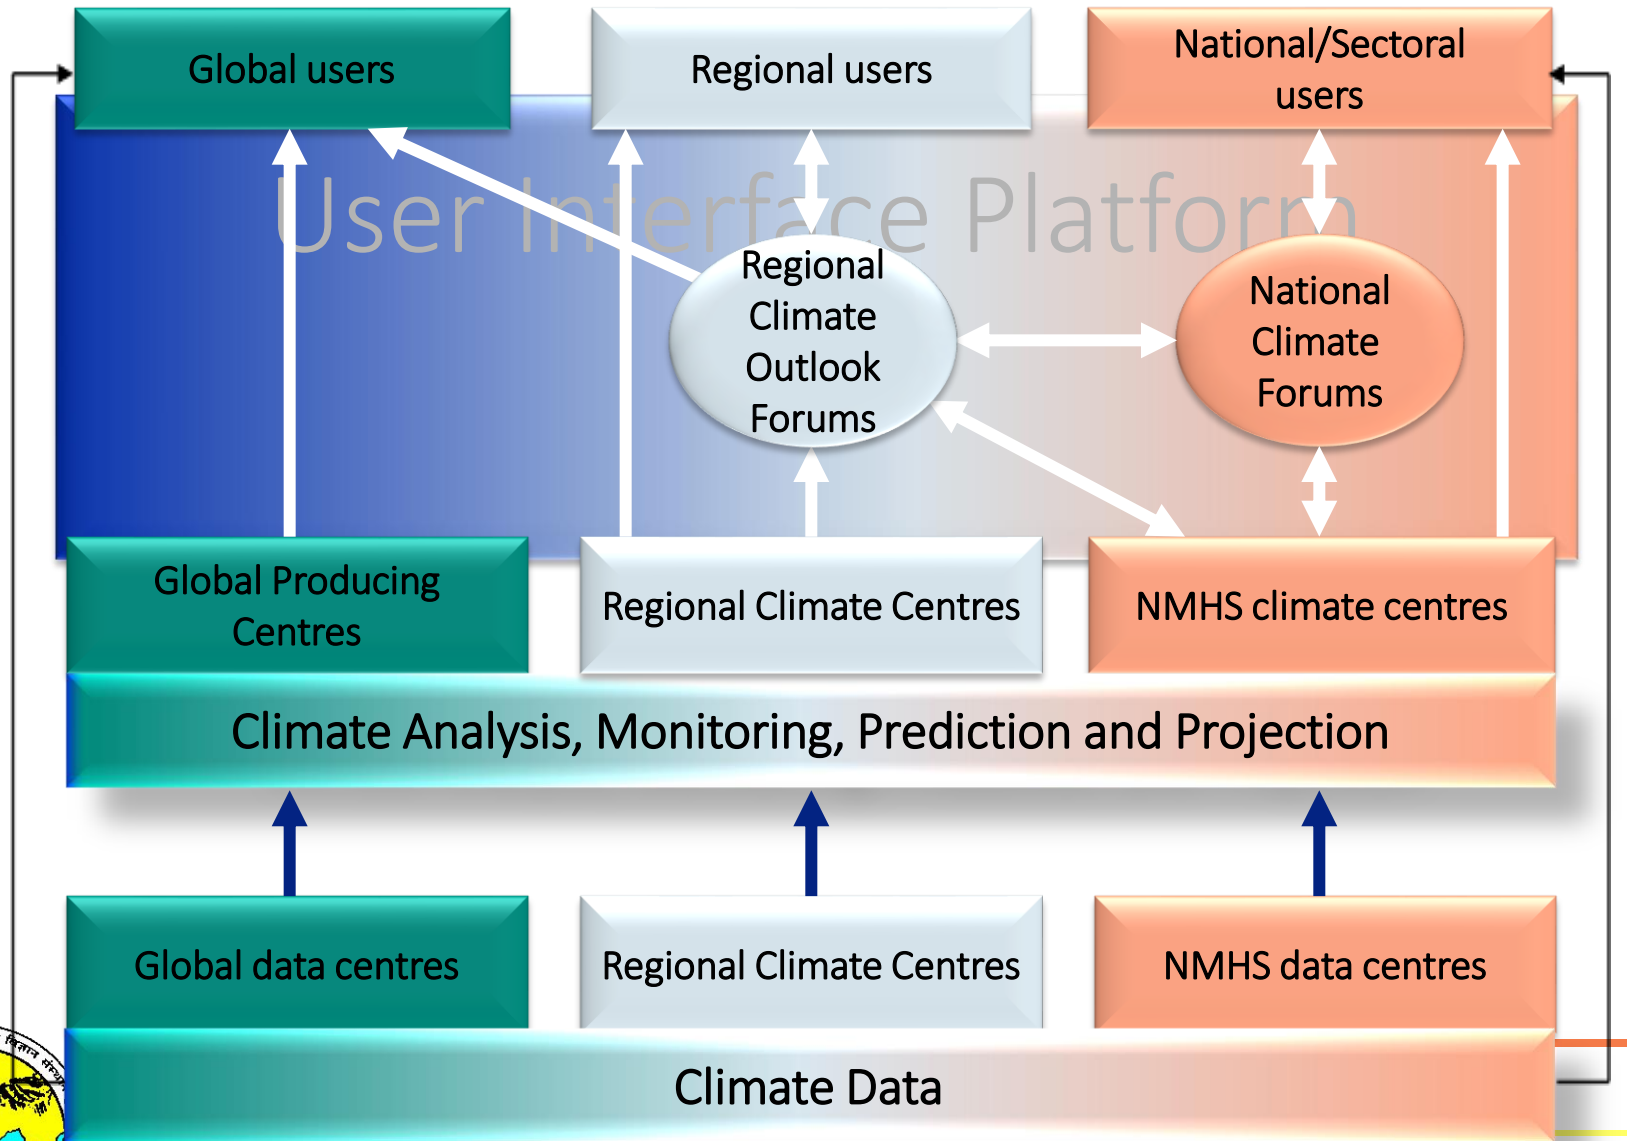 Global users
Regional users
National/Sectoral
users
User Interface Platform
Regional
Climate
Outlook
Forums
National
Climate
Forums
Global Producing
Centres
Regional Climate Centres
NMHS climate centres
Climate Analysis, Monitoring, Prediction and Projection
Global data centres
Regional Climate Centres
NMHS data centres
विज्ञान
Climate Data